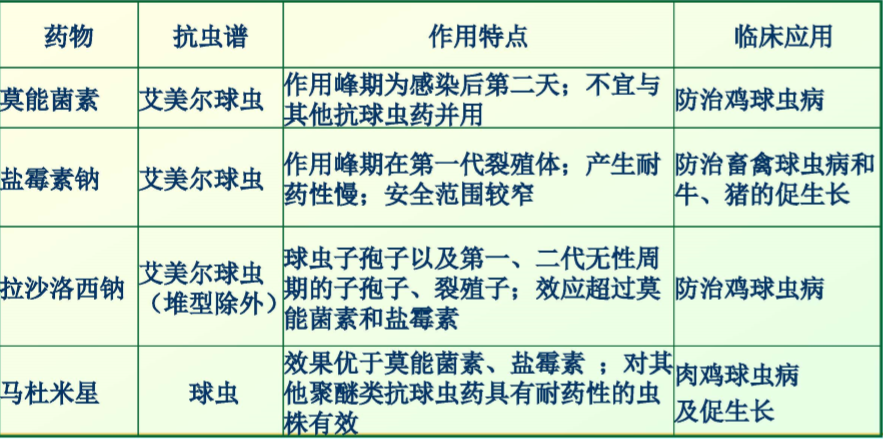 药物 抗虫谱 作用特点 临床应用
莫能菌素 艾美尔球虫 作用峰期为感染后第二天；不宜与 防治鸡球虫病
其他抗球虫药并用
盐霉素钠 艾美尔球虫 作用峰期在第一代裂殖体；产生耐 防治畜禽球虫病和
药性慢；安全范围较窄 牛、猪的促生长
拉沙洛西钠 艾美尔球虫 球虫子孢子以及第一、二代无性周 防治鸡球虫病
（堆型除外） 期的子孢子、裂殖子；效应超过莫
能菌素和盐霉素
马杜米星 球虫 效果优于莫能菌素、盐霉素 ；对其 肉鸡球虫病
他聚醚类抗球虫药具有耐药性的虫 及促生长
株有效